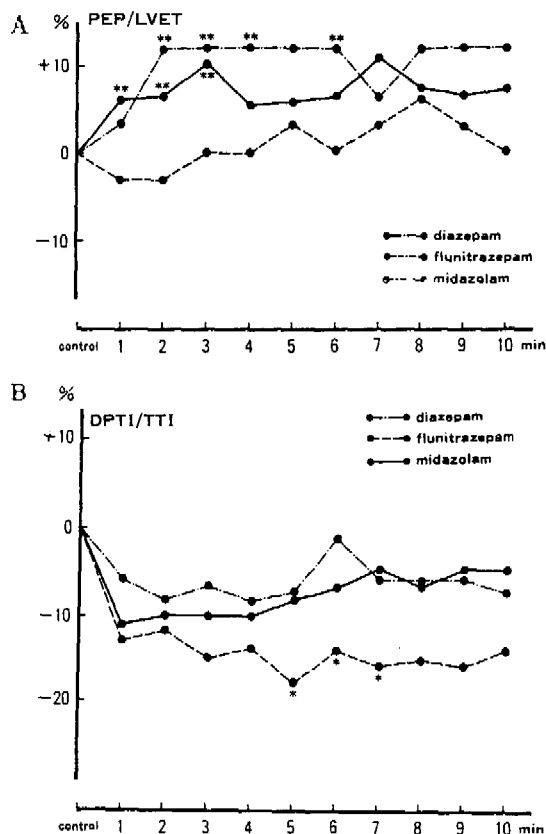 A
%
PEP/LVET
** ** ** **
+10
** ** **
0
−10
diazepam
flunitrazepam
midazolam
control 1 2 3 4 5 6 7 8 9 10 min
B
%
DPTI/TTI
+10
diazepam
flunitrazepam
midazolam
0
−10
* * *
−20
control 1 2 3 4 5 6 7 8 9 10 min